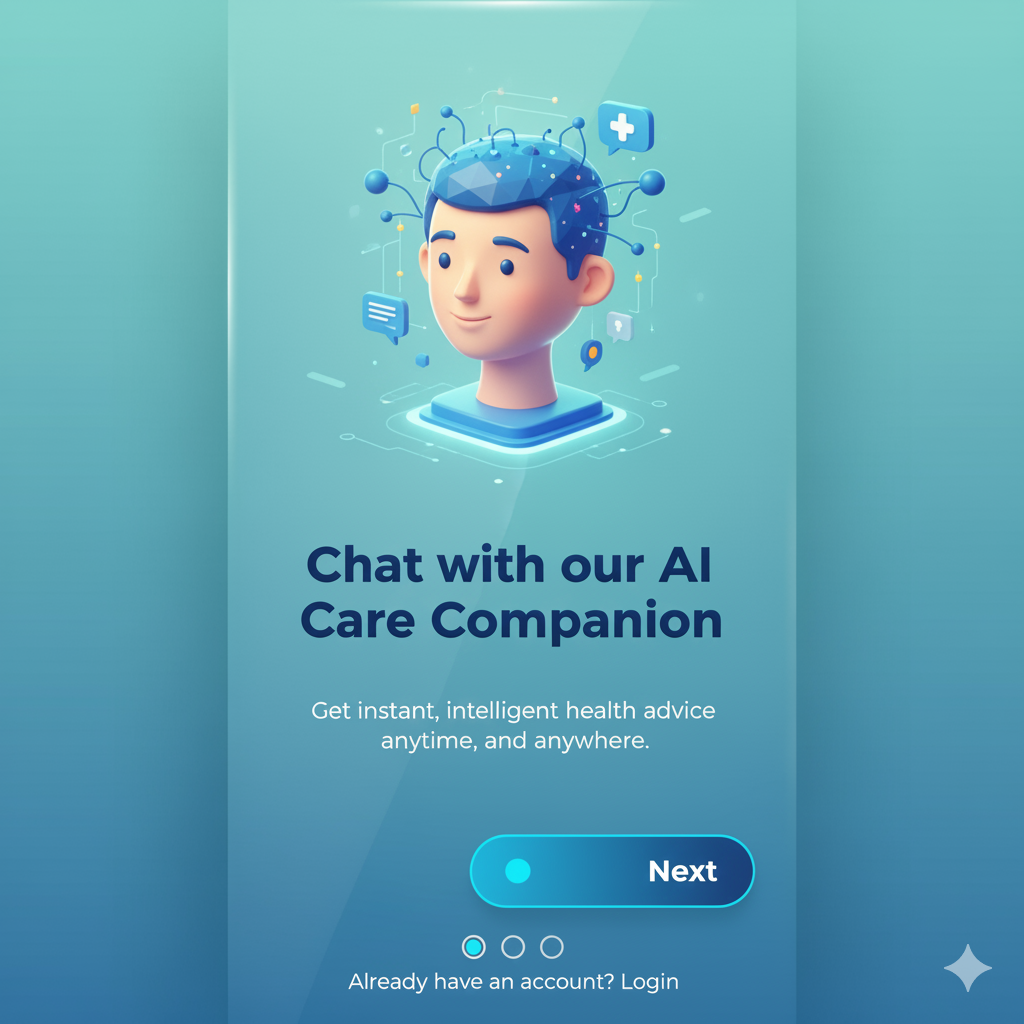 Chat with our AI
Care Companion
Get instant, intelligent health advice
anytime, and anywhere.
Next
Already have an account? Login